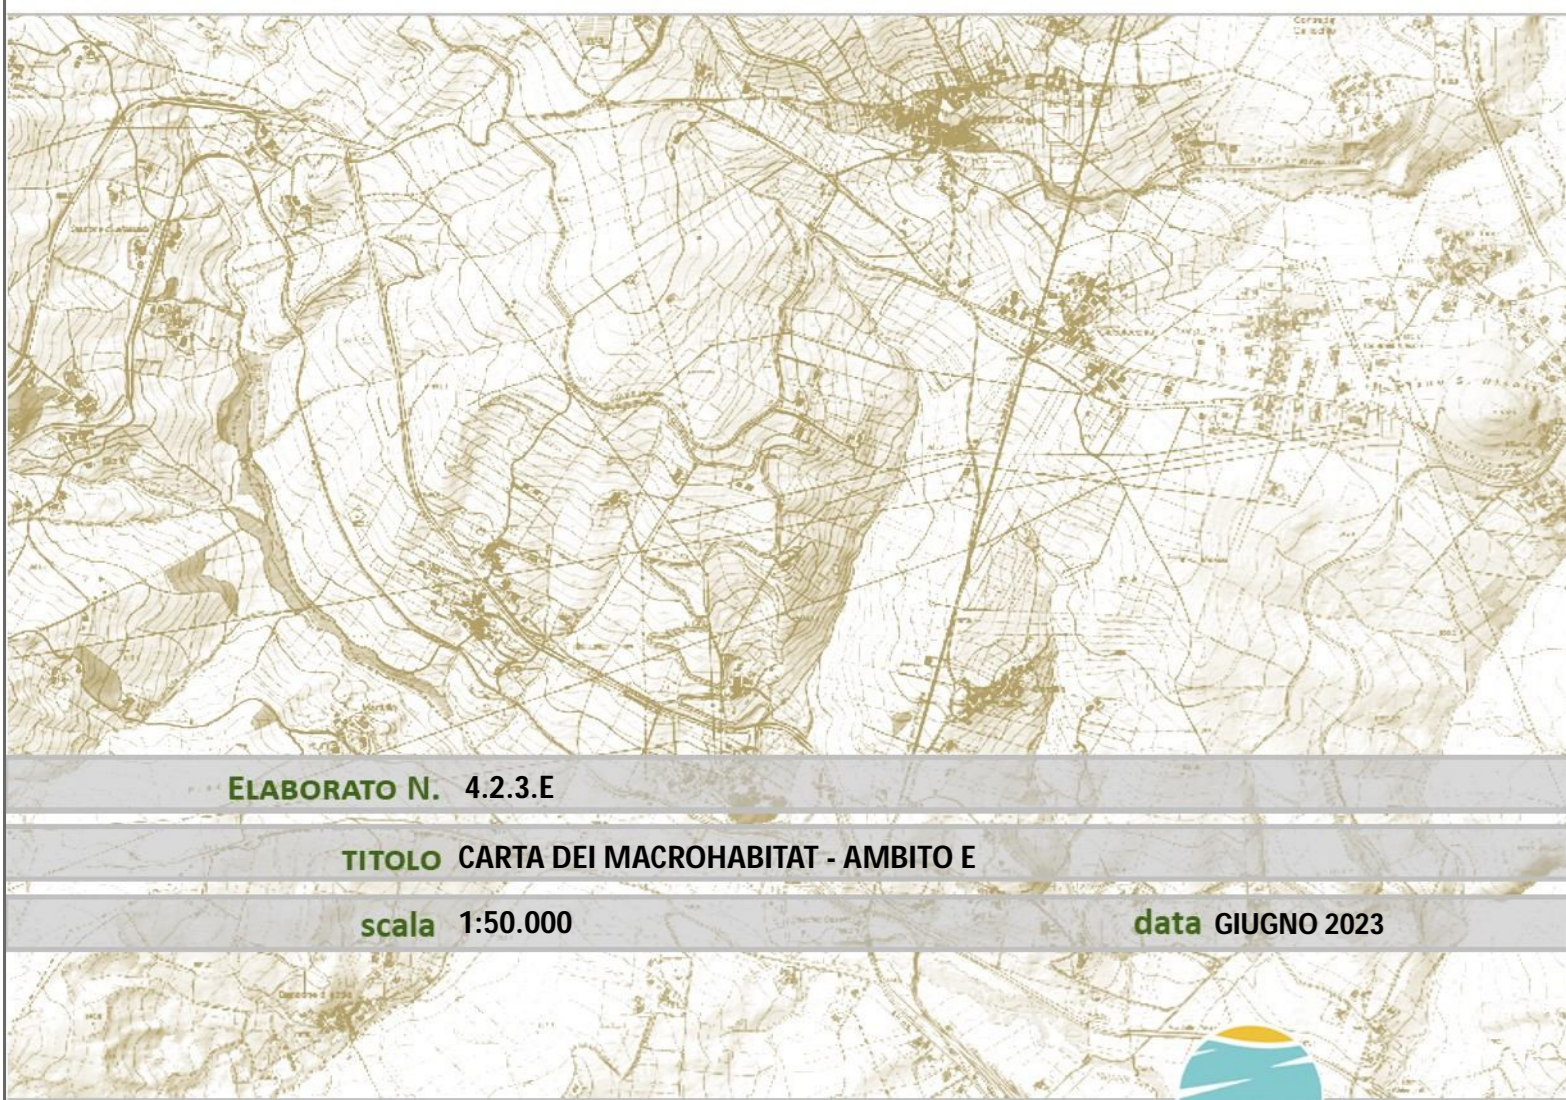 ELABORATO N. 4.2.3.E
TITOLO CARTA DEI MACROHABITAT - AMBITO E
scala 1:50.000 data GIUGNO 2023